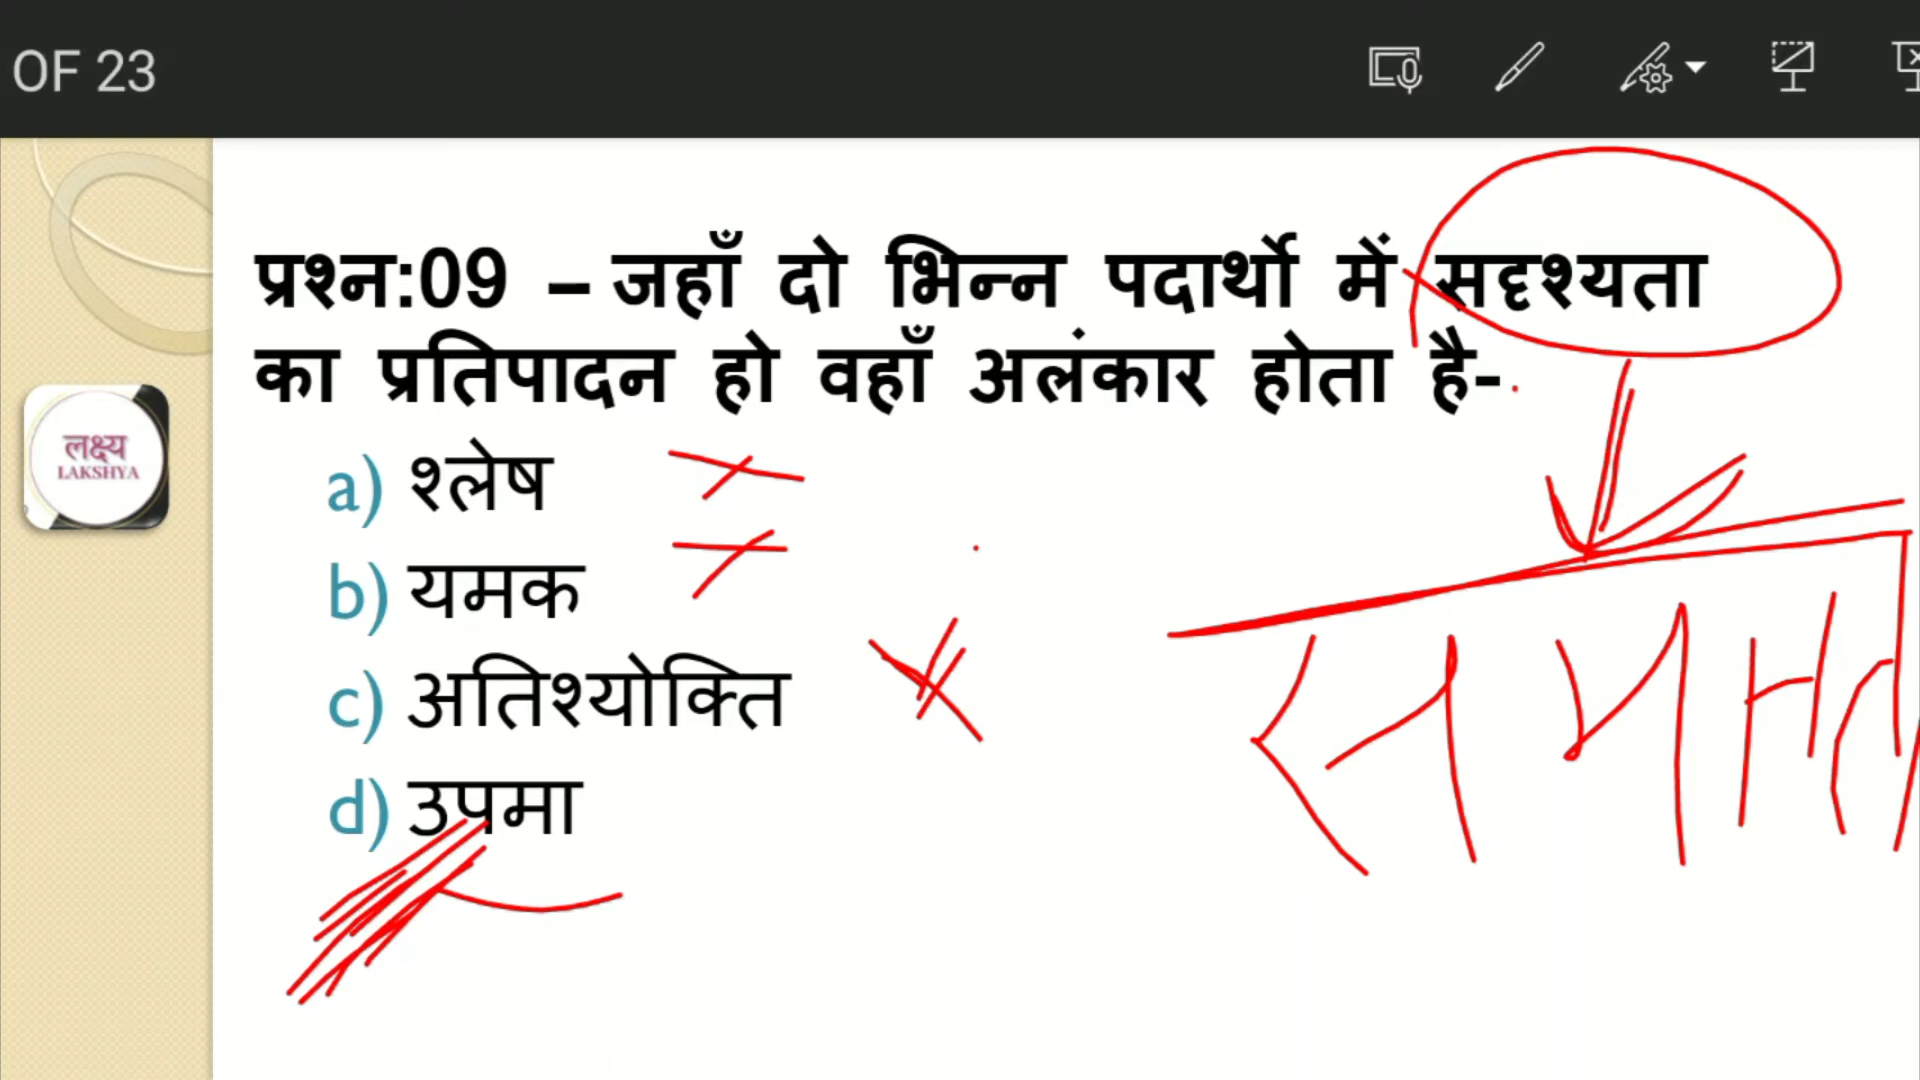 OF 23
प्रश्न:09 – जहाँ दो भिन्न पदार्थो में सदृश्यता
का प्रतिपादन हो वहाँ अलंकार होता है-
a) श्लेष
लक्ष्य
LAKSHYA
b) यमक
c) अतिश्योक्ति
d) उपमा